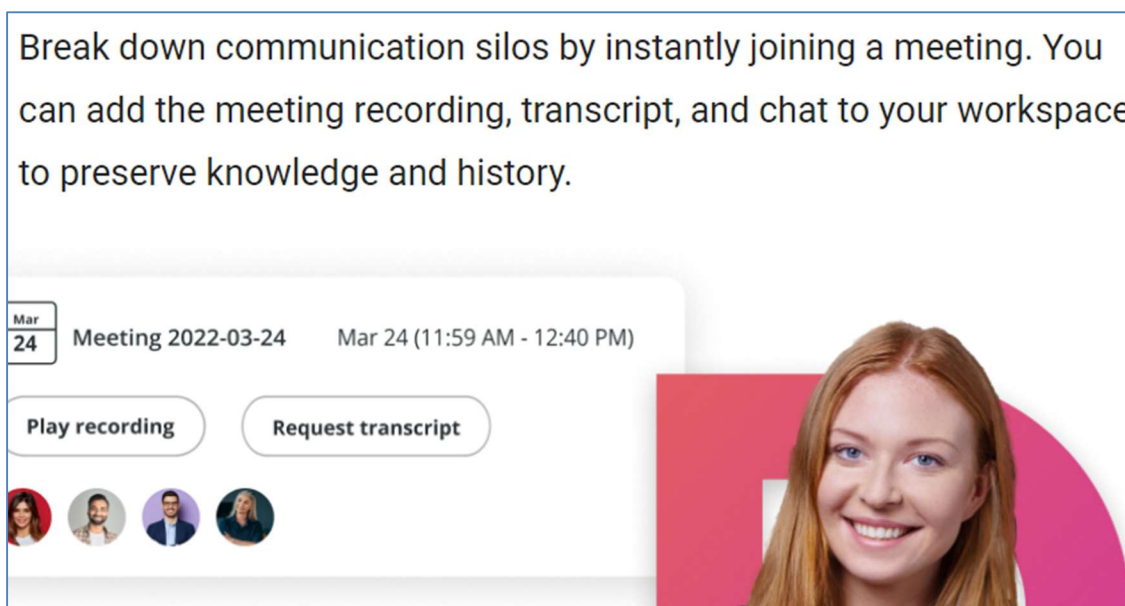 Break down communication silos by instantly joining a meeting. You
can add the meeting recording, transcript, and chat to your workspace
to preserve knowledge and history.
Mar
24
Meeting 2022-03-24
Mar 24 (11:59 AM - 12:40 PM)
Play recording
Request transcript